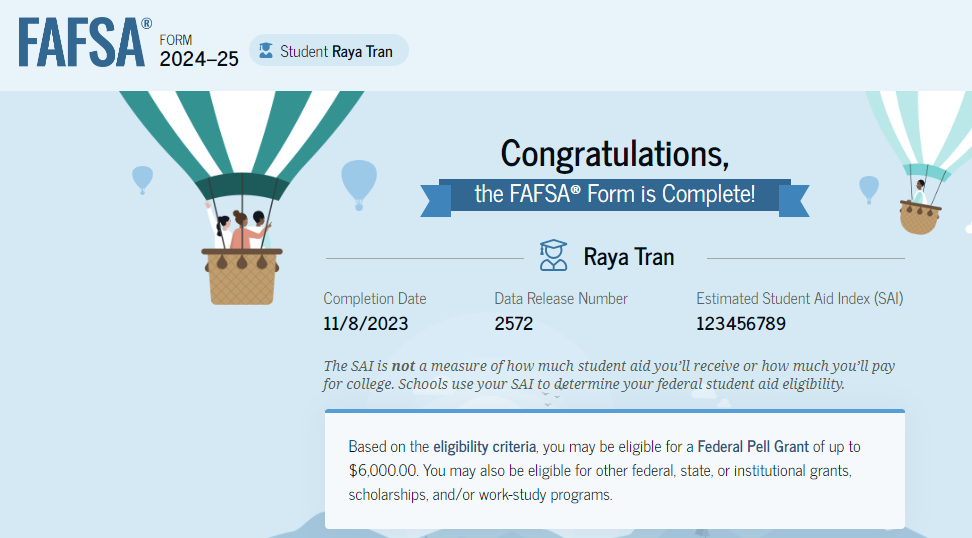 FAFSA® FORM
2024–25
Student Raya Tran
Congratulations,
the FAFSA® Form is Complete!
Raya Tran
Completion Date
11/8/2023
Data Release Number
2572
Estimated Student Aid Index (SAI)
123456789
The SAI is not a measure of how much student aid you’ll receive or how much you’ll pay
for college. Schools use your SAI to determine your federal student aid eligibility.
Based on the eligibility criteria, you may be eligible for a Federal Pell Grant of up to
$6,000.00. You may also be eligible for other federal, state, or institutional grants,
scholarships, and/or work-study programs.